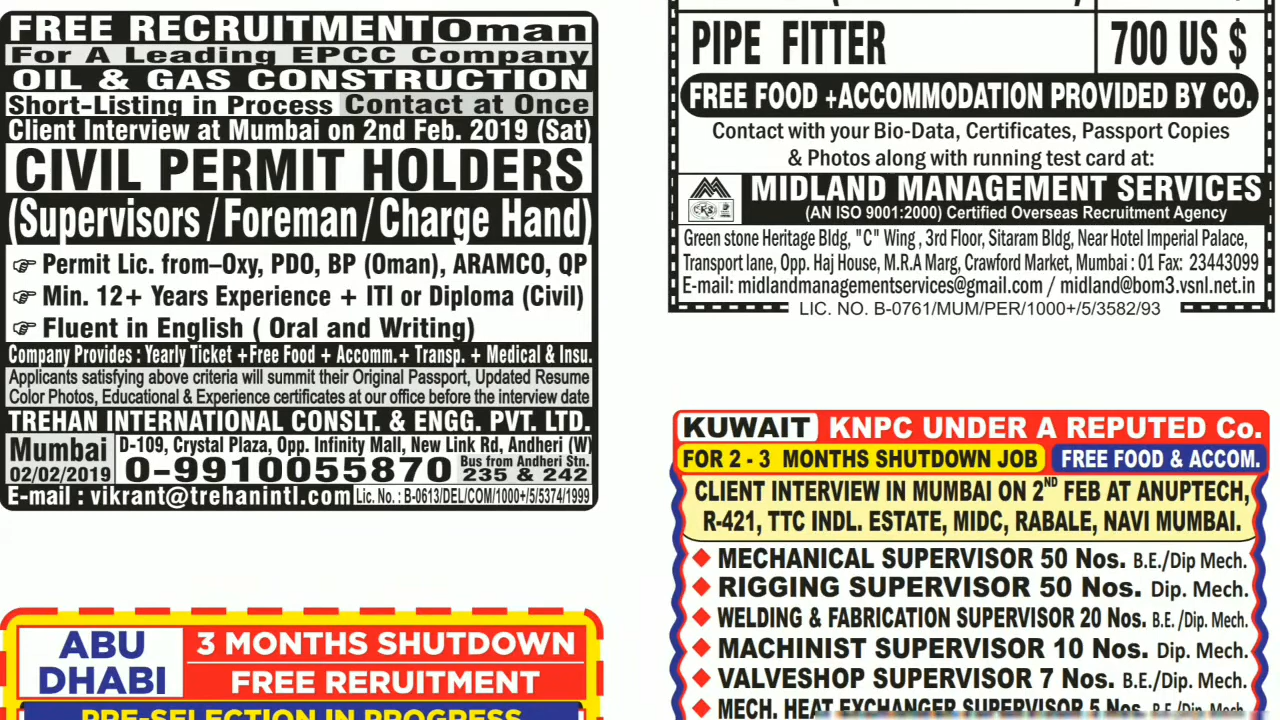 FREE RECRUITMENT Oman
For A Leading EPCC Company
OIL & GAS CONSTRUCTION
Short-Listing in Process Contact at Once
Client Interview at Mumbai on 2nd Feb. 2019 (Sat)
CIVIL PERMIT HOLDERS
(Supervisors / Foreman / Charge Hand)
☞ Permit Lic. from–Oxy, PDO, BP (Oman), ARAMCO, QP
☞ Min. 12+ Years Experience + ITI or Diploma (Civil)
☞ Fluent in English ( Oral and Writing)
Company Provides : Yearly Ticket +Free Food + Accomm.+ Transp. + Medical & Insu.
Applicants satisfying above criteria will summit their Original Passport, Updated Resume
Color Photos, Educational & Experience certificates at our office before the interview date
TREHAN INTERNATIONAL CONSLT. & ENGG. PVT. LTD.
Mumbai
02/02/2019
D-109, Crystal Plaza, Opp. Infinity Mall, New Link Rd, Andheri (W)
0-9910055870
Bus from Andheri Stn.
235 & 242
E-mail : vikrant@trehanintl.com Lic. No. : B-0613/DEL/COM/1000+/5/5374/1999
ABU
DHABI
3 MONTHS SHUTDOWN
FREE RERUITMENT
PRE-SELECTION IN PROGRESS
PIPE FITTER 700 US $
FREE FOOD +ACCOMMODATION PROVIDED BY CO.
Contact with your Bio-Data, Certificates, Passport Copies
& Photos along with running test card at:
MIDLAND MANAGEMENT SERVICES
(AN ISO 9001:2000) Certified Overseas Recruitment Agency
Green stone Heritage Bldg, "C" Wing , 3rd Floor, Sitaram Bldg, Near Hotel Imperial Palace,
Transport lane, Opp. Haj House, M.R.A Marg, Crawford Market, Mumbai : 01 Fax: 23443099
E-mail: midlandmanagementservices@gmail.com / midland@bom3.vsnl.net.in
LIC. NO. B-0761/MUM/PER/1000+/5/3582/93
KUWAIT KNPC UNDER A REPUTED Co.
FOR 2 - 3 MONTHS SHUTDOWN JOB FREE FOOD & ACCOM.
CLIENT INTERVIEW IN MUMBAI ON 2ND FEB AT ANUPTECH,
R-421, TTC INDL. ESTATE, MIDC, RABALE, NAVI MUMBAI.
◆ MECHANICAL SUPERVISOR 50 Nos. B.E./Dip Mech.
◆ RIGGING SUPERVISOR 50 Nos. Dip. Mech.
◆ WELDING & FABRICATION SUPERVISOR 20 Nos. B.E. /Dip. Mech.
◆ MACHINIST SUPERVISOR 10 Nos. Dip. Mech.
◆ VALVESHOP SUPERVISOR 7 Nos. B.E./Dip. Mech.
◆ MECH. HEAT EXCHANGER SUPERVISOR 5 Nos. B.E./Dip. Mech.